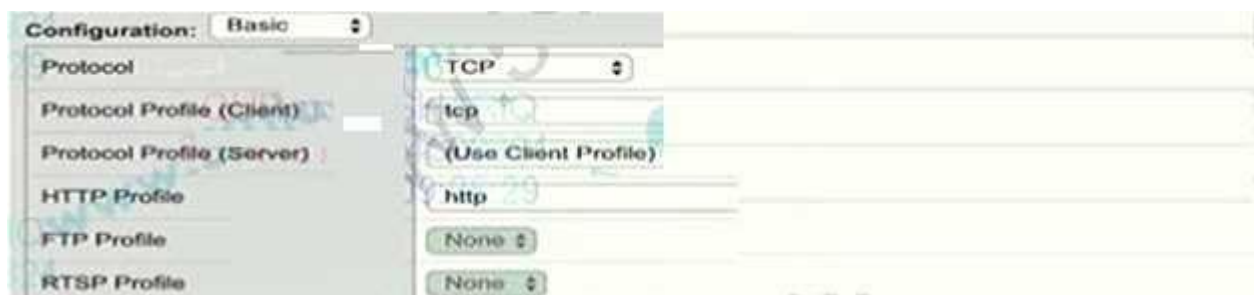 Configuration: Basic
Protocol TCP
Protocol Profile (Client) tcp
Protocol Profile (Server) (Use Client Profile)
HTTP Profile http
FTP Profile None
RTSP Profile None